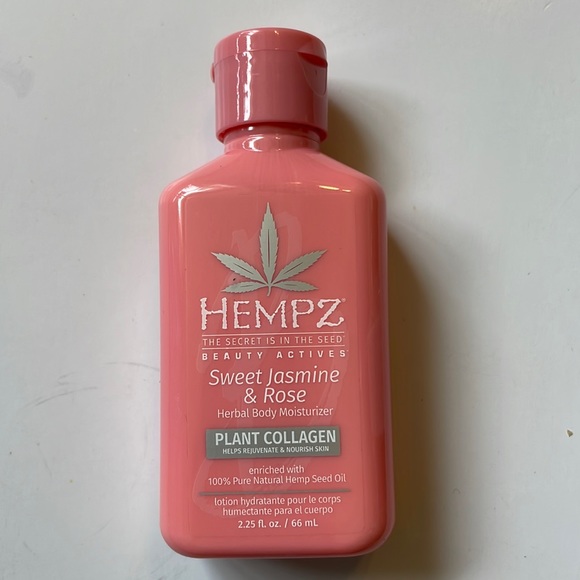 HEMPZ®
THE SECRET IS IN THE SEED®
BEAUTY ACTIVES
Sweet Jasmine
& Rose
Herbal Body Moisturizer
PLANT COLLAGEN
HELPS REJUVENATE & NOURISH SKIN
enriched with
100% Pure Natural Hemp Seed Oil
lotion hydratante pour le corps
humectante para el cuerpo
2.25 fl. oz. / 66 mL